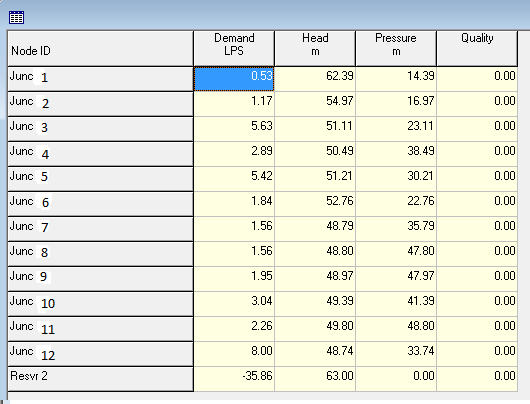 Node ID Demand LPS Head m Pressure m Quality
Junc 1 0.53 62.39 14.39 0.00
Junc 2 1.17 54.97 16.97 0.00
Junc 3 5.63 51.11 23.11 0.00
Junc 4 2.89 50.49 38.49 0.00
Junc 5 5.42 51.21 30.21 0.00
Junc 6 1.84 52.76 22.76 0.00
Junc 7 1.56 48.79 35.79 0.00
Junc 8 1.56 48.80 47.80 0.00
Junc 9 1.95 48.97 47.97 0.00
Junc 10 3.04 49.39 41.39 0.00
Junc 11 2.26 49.80 48.80 0.00
Junc 12 8.00 48.74 33.74 0.00
Resvr 2 -35.86 63.00 0.00 0.00